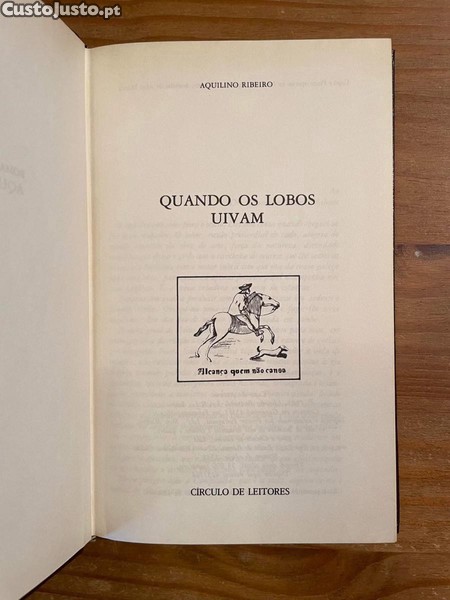 CustoJusto.pt
AQUILINO RIBEIRO
QUANDO OS LOBOS
UIVAM
Alcança quem não cansa
CÍRCULO DE LEITORES